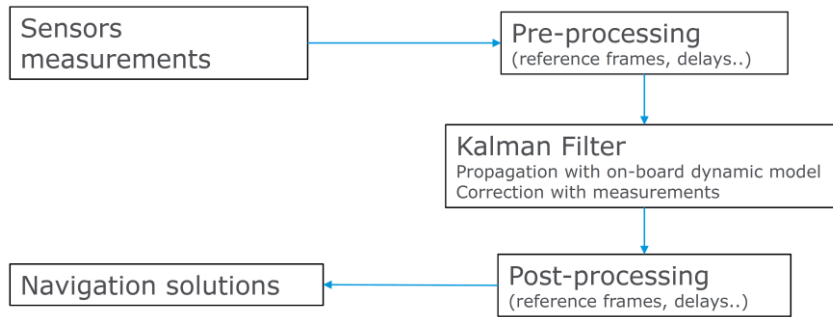 Sensors
measurements
Pre-processing
(reference frames, delays..)
Kalman Filter
Propagation with on-board dynamic model
Correction with measurements
Post-processing
(reference frames, delays..)
Navigation solutions